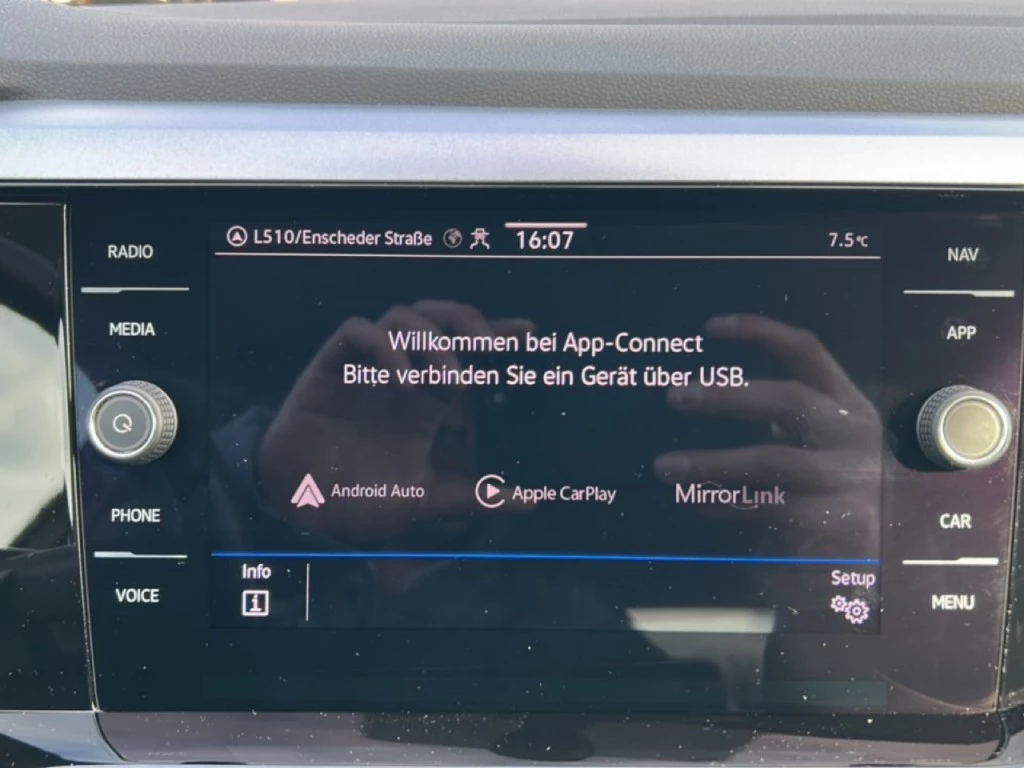 L510/Enscheder Straße 16:07 7.5°C
RADIO
MEDIA
PHONE
VOICE
Willkommen bei App-Connect
Bitte verbinden Sie ein Gerät über USB.
Android Auto Apple CarPlay MirrorLink
Info
i
Setup
NAV
APP
CAR
MENU